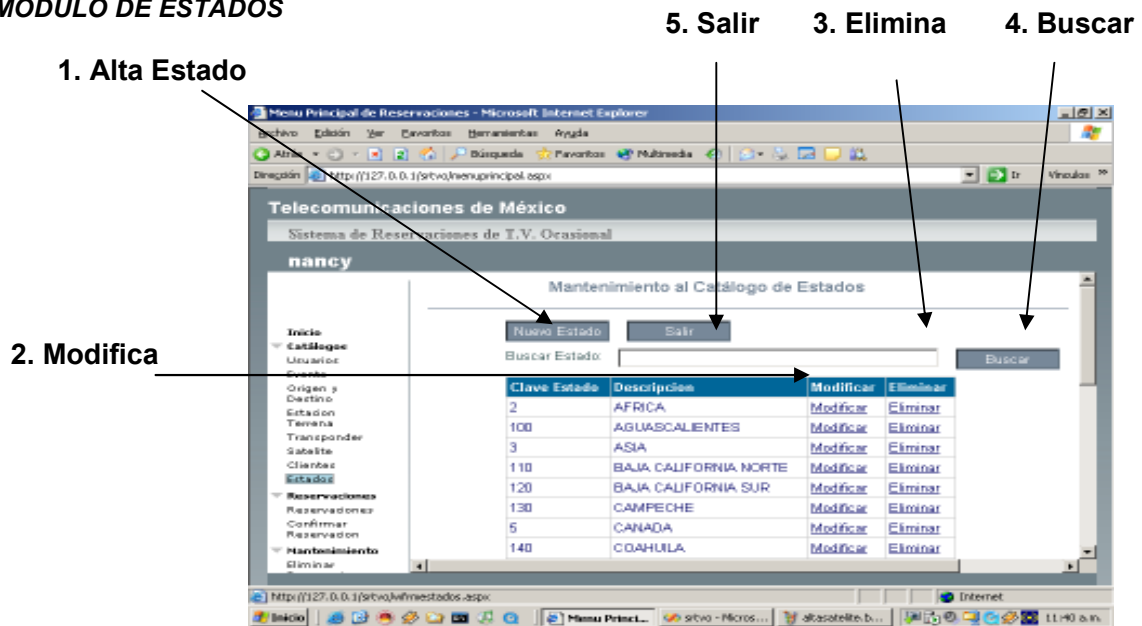 MODULO DE ESTADOS
5. Salir 3. Elimina 4. Buscar
1. Alta Estado
2. Modifica
Menu Principal de Reservaciones - Microsoft Internet Explorer
Archivo Edición Ver Favoritos Herramientas Ayuda
Atrás Búsqueda Favoritos Multimedia
Dirección http://127.0.0.1/srtvo/menuprincipal.aspx Ir Vínculos
Telecomunicaciones de México
Sistema de Reservaciones de T.V. Ocasional
nancy
Mantenimiento al Catálogo de Estados
Nuevo Estado Salir
Buscar Estado: Buscar
Inicio
Catálogos
Usuarios
Evento
Origen y
Destino
Estacion
Terrena
Transponder
Satelite
Clientes
Estados
Reservaciones
Reservaciones
Confirmar
Reservacion
Mantenimiento
Eliminar
Clave Estado Descripcion Modificar Eliminar
2 AFRICA Modificar Eliminar
100 AGUASCALIENTES Modificar Eliminar
3 ASIA Modificar Eliminar
110 BAJA CALIFORNIA NORTE Modificar Eliminar
120 BAJA CALIFORNIA SUR Modificar Eliminar
130 CAMPECHE Modificar Eliminar
5 CANADA Modificar Eliminar
140 COAHUILA Modificar Eliminar
http://127.0.0.1/srtvo/wfrmestados.aspx Internet
Inicio Menu Princi... srtvo - Micros... altasatelite.b... 11:40 a.m.